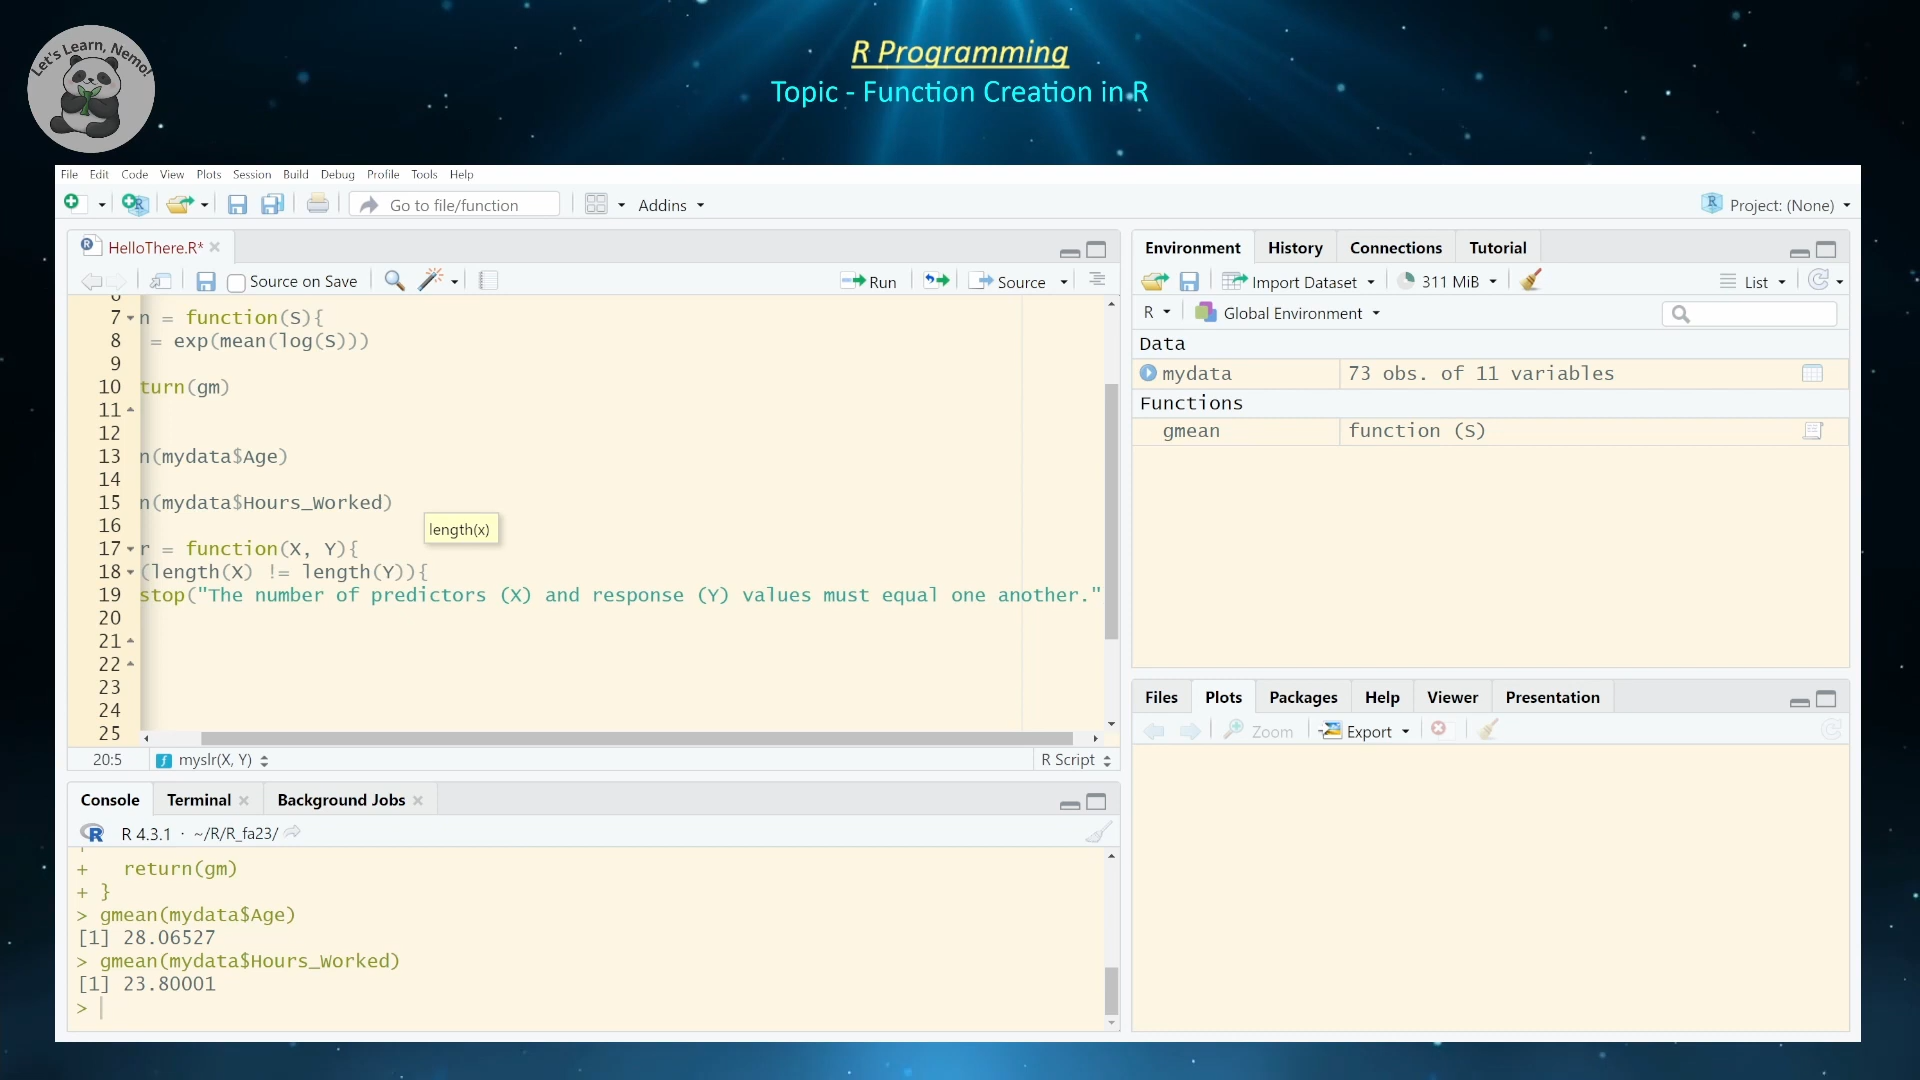 Let's Learn, Nemo!
R Programming
Topic - Function Creation in R
File Edit Code View Plots Session Build Debug Profile Tools Help
Go to file/function
Addins
Project: (None)
HelloThere.R*
Source on Save
Run
Source
7 n = function(S){
8 = exp(mean(log(S)))
9
10 turn(gm)
11
12
13 n(mydata$Age)
14
15 n(mydata$Hours_Worked)
length(x)
16
17 r = function(X, Y){
18 (length(X) != length(Y)){
19 stop("The number of predictors (X) and response (Y) values must equal one another."
20
21
22
23
24
25
20:5 myslr(X, Y) R Script
Console Terminal Background Jobs
R 4.3.1 · ~/R/R_fa23/
+ return(gm)
+ }
> gmean(mydata$Age)
[1] 28.06527
> gmean(mydata$Hours_Worked)
[1] 23.80001
>
Environment History Connections Tutorial
Import Dataset 311 MiB List
R Global Environment
Data
mydata 73 obs. of 11 variables
Functions
gmean function (S)
Files Plots Packages Help Viewer Presentation
Zoom Export